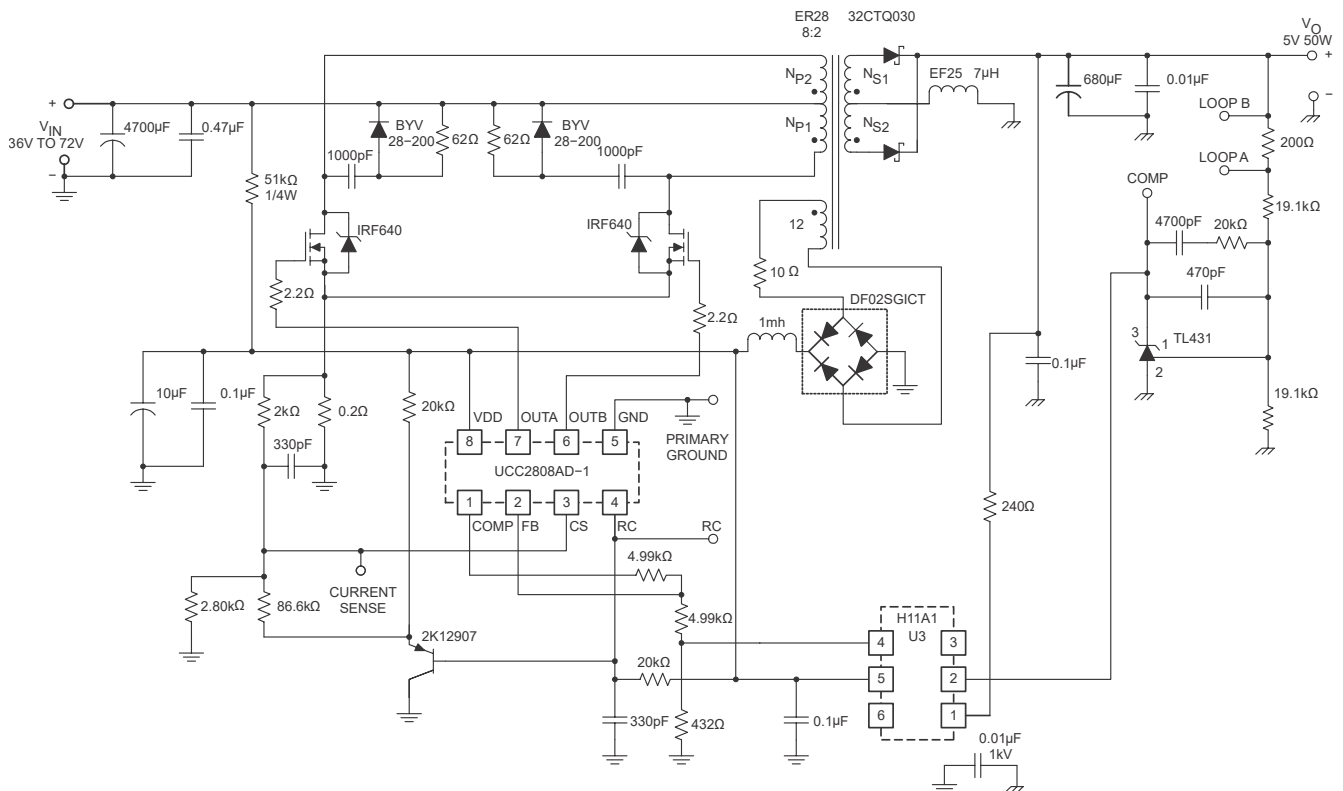 ER28 32CTQ030
8:2
VO
5V 50W
+
−
NP2
NS1
EF25 7µH
680µF
0.01µF
LOOP B
200Ω
LOOP A
+
VIN
36V TO 72V
−
4700µF
0.47µF
BYV
28−200
62Ω
62Ω
BYV
28−200
NP1
NS2
1000pF
1000pF
51kΩ
1/4W
COMP
19.1kΩ
IRF640
IRF640
12
4700pF
20kΩ
10 Ω
470pF
2.2Ω
2.2Ω
DF02SGICT
1mh
3
1
TL431
2
0.1µF
10µF
0.1µF
2kΩ
0.2Ω
20kΩ
19.1kΩ
VDD
OUTA
OUTB
GND
PRIMARY
GROUND
330pF
8
7
6
5
UCC2808AD−1
1
2
3
4
COMP
FB
CS
RC
RC
240Ω
4.99kΩ
CURRENT
SENSE
2.80kΩ
86.6kΩ
4.99kΩ
H11A1
U3
2K12907
4
3
20kΩ
5
2
6
1
330pF
432Ω
0.1µF
0.01µF
1kV